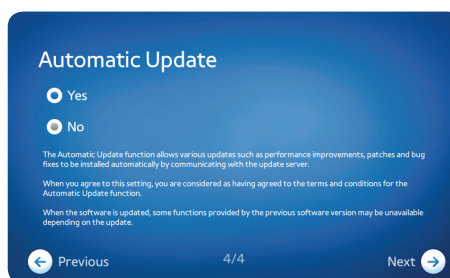 Automatic Update
Yes
No
The Automatic Update function allows various updates such as performance improvements, patches and bug
fixes to be installed automatically by communicating with the update server.
When you agree to this setting, you are considered as having agreed to the terms and conditions for the
Automatic Update function.
When the software is updated, some functions provided by the previous software version may be unavailable
depending on the update.
Previous
4/4
Next